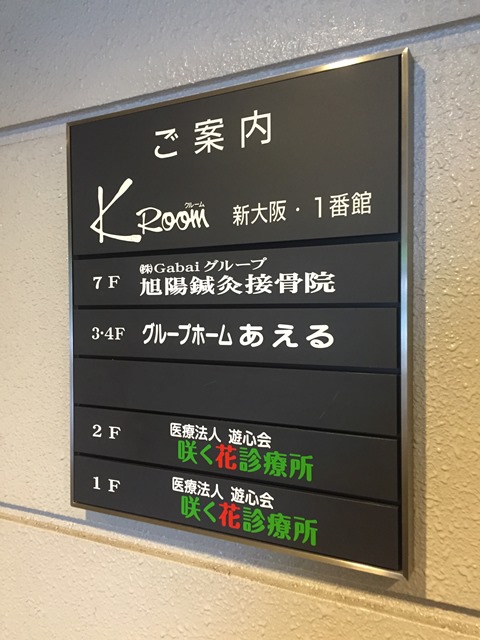 ご案内
クルーム
K Room 新大阪・1番館
㈱Gabaiグループ
7F 旭陽鍼灸接骨院
3・4F グループホーム あえる
医療法人 遊心会
2F 咲く花診療所
医療法人 遊心会
1F 咲く花診療所